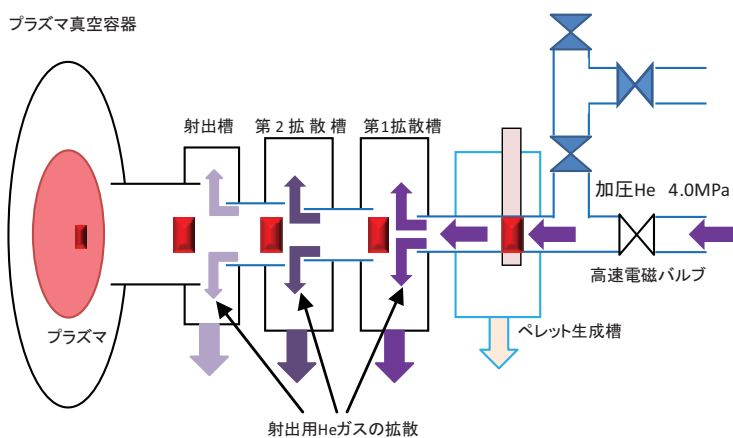 プラズマ真空容器
射出槽
第2拡散槽
第1拡散槽
加圧He 4.0MPa
高速電磁バルブ
ペレット生成槽
プラズマ
射出用Heガスの拡散